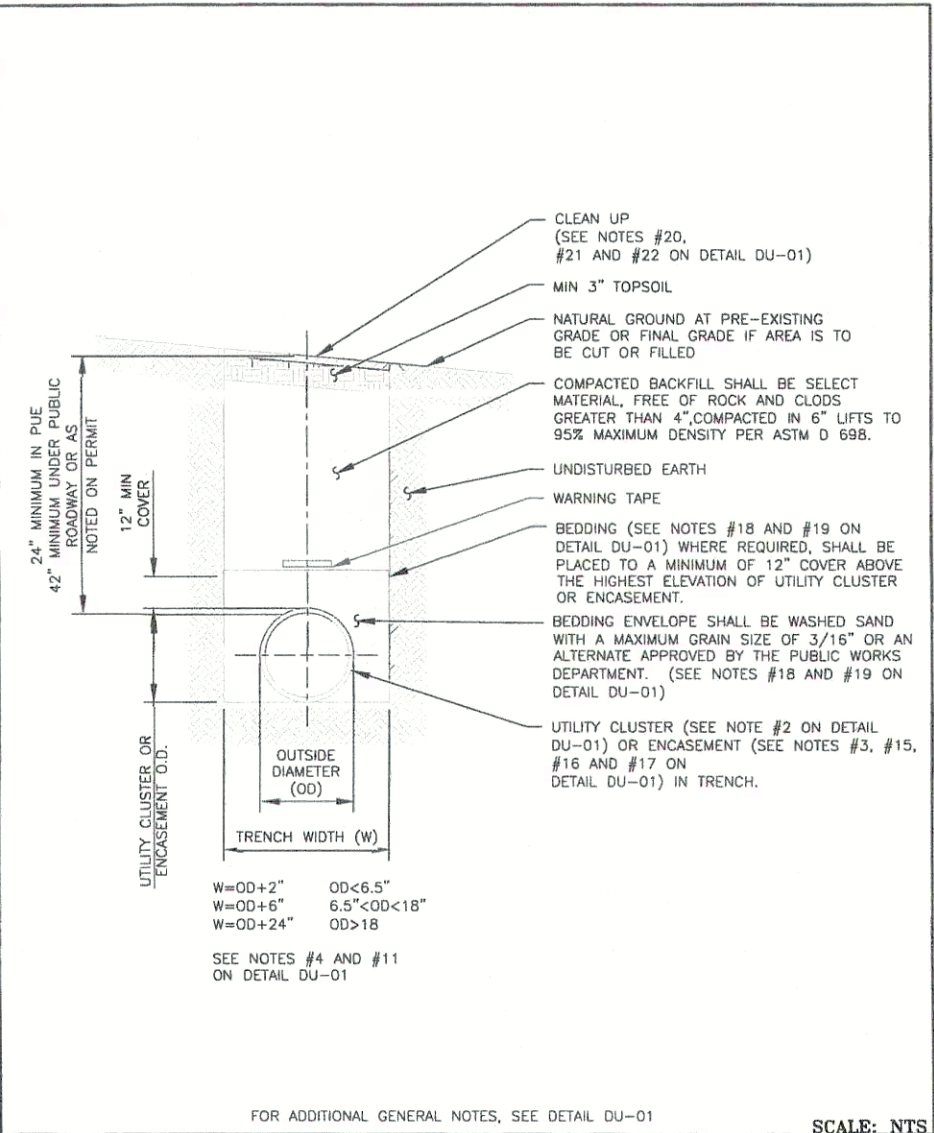 CLEAN UP
(SEE NOTES #20,
#21 AND #22 ON DETAIL DU-01)
MIN 3" TOPSOIL
NATURAL GROUND AT PRE-EXISTING
GRADE OR FINAL GRADE IF AREA IS TO
BE CUT OR FILLED
COMPACTED BACKFILL SHALL BE SELECT
MATERIAL, FREE OF ROCK AND CLODS
GREATER THAN 4",COMPACTED IN 6" LIFTS TO
95% MAXIMUM DENSITY PER ASTM D 698.
UNDISTURBED EARTH
WARNING TAPE
BEDDING (SEE NOTES #18 AND #19 ON
DETAIL DU-01) WHERE REQUIRED, SHALL BE
PLACED TO A MINIMUM OF 12" COVER ABOVE
THE HIGHEST ELEVATION OF UTILITY CLUSTER
OR ENCASEMENT.
BEDDING ENVELOPE SHALL BE WASHED SAND
WITH A MAXIMUM GRAIN SIZE OF 3/16" OR AN
ALTERNATE APPROVED BY THE PUBLIC WORKS
DEPARTMENT. (SEE NOTES #18 AND #19 ON
DETAIL DU-01)
UTILITY CLUSTER (SEE NOTE #2 ON DETAIL
DU-01) OR ENCASEMENT (SEE NOTES #3, #15,
#16 AND #17 ON
DETAIL DU-01) IN TRENCH.
24" MINIMUM IN PUE
42" MINIMUM UNDER PUBLIC
ROADWAY OR AS
NOTED ON PERMIT
12" MIN
COVER
UTILITY CLUSTER OR
ENCASEMENT O.D.
OUTSIDE
DIAMETER
(OD)
TRENCH WIDTH (W)
W=OD+2" OD<6.5"
W=OD+6" 6.5"<OD<18"
W=OD+24" OD>18
SEE NOTES #4 AND #11
ON DETAIL DU-01
FOR ADDITIONAL GENERAL NOTES, SEE DETAIL DU-01
SCALE: NTS